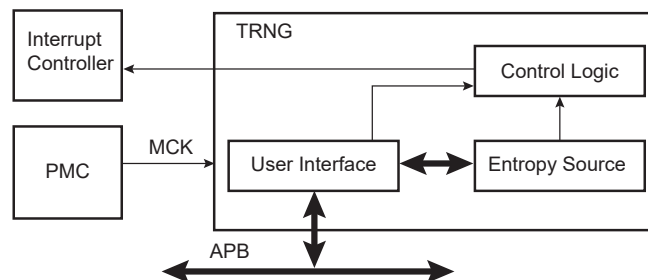 TRNG
Interrupt
Controller
Control Logic
MCK
PMC
User Interface
Entropy Source
APB